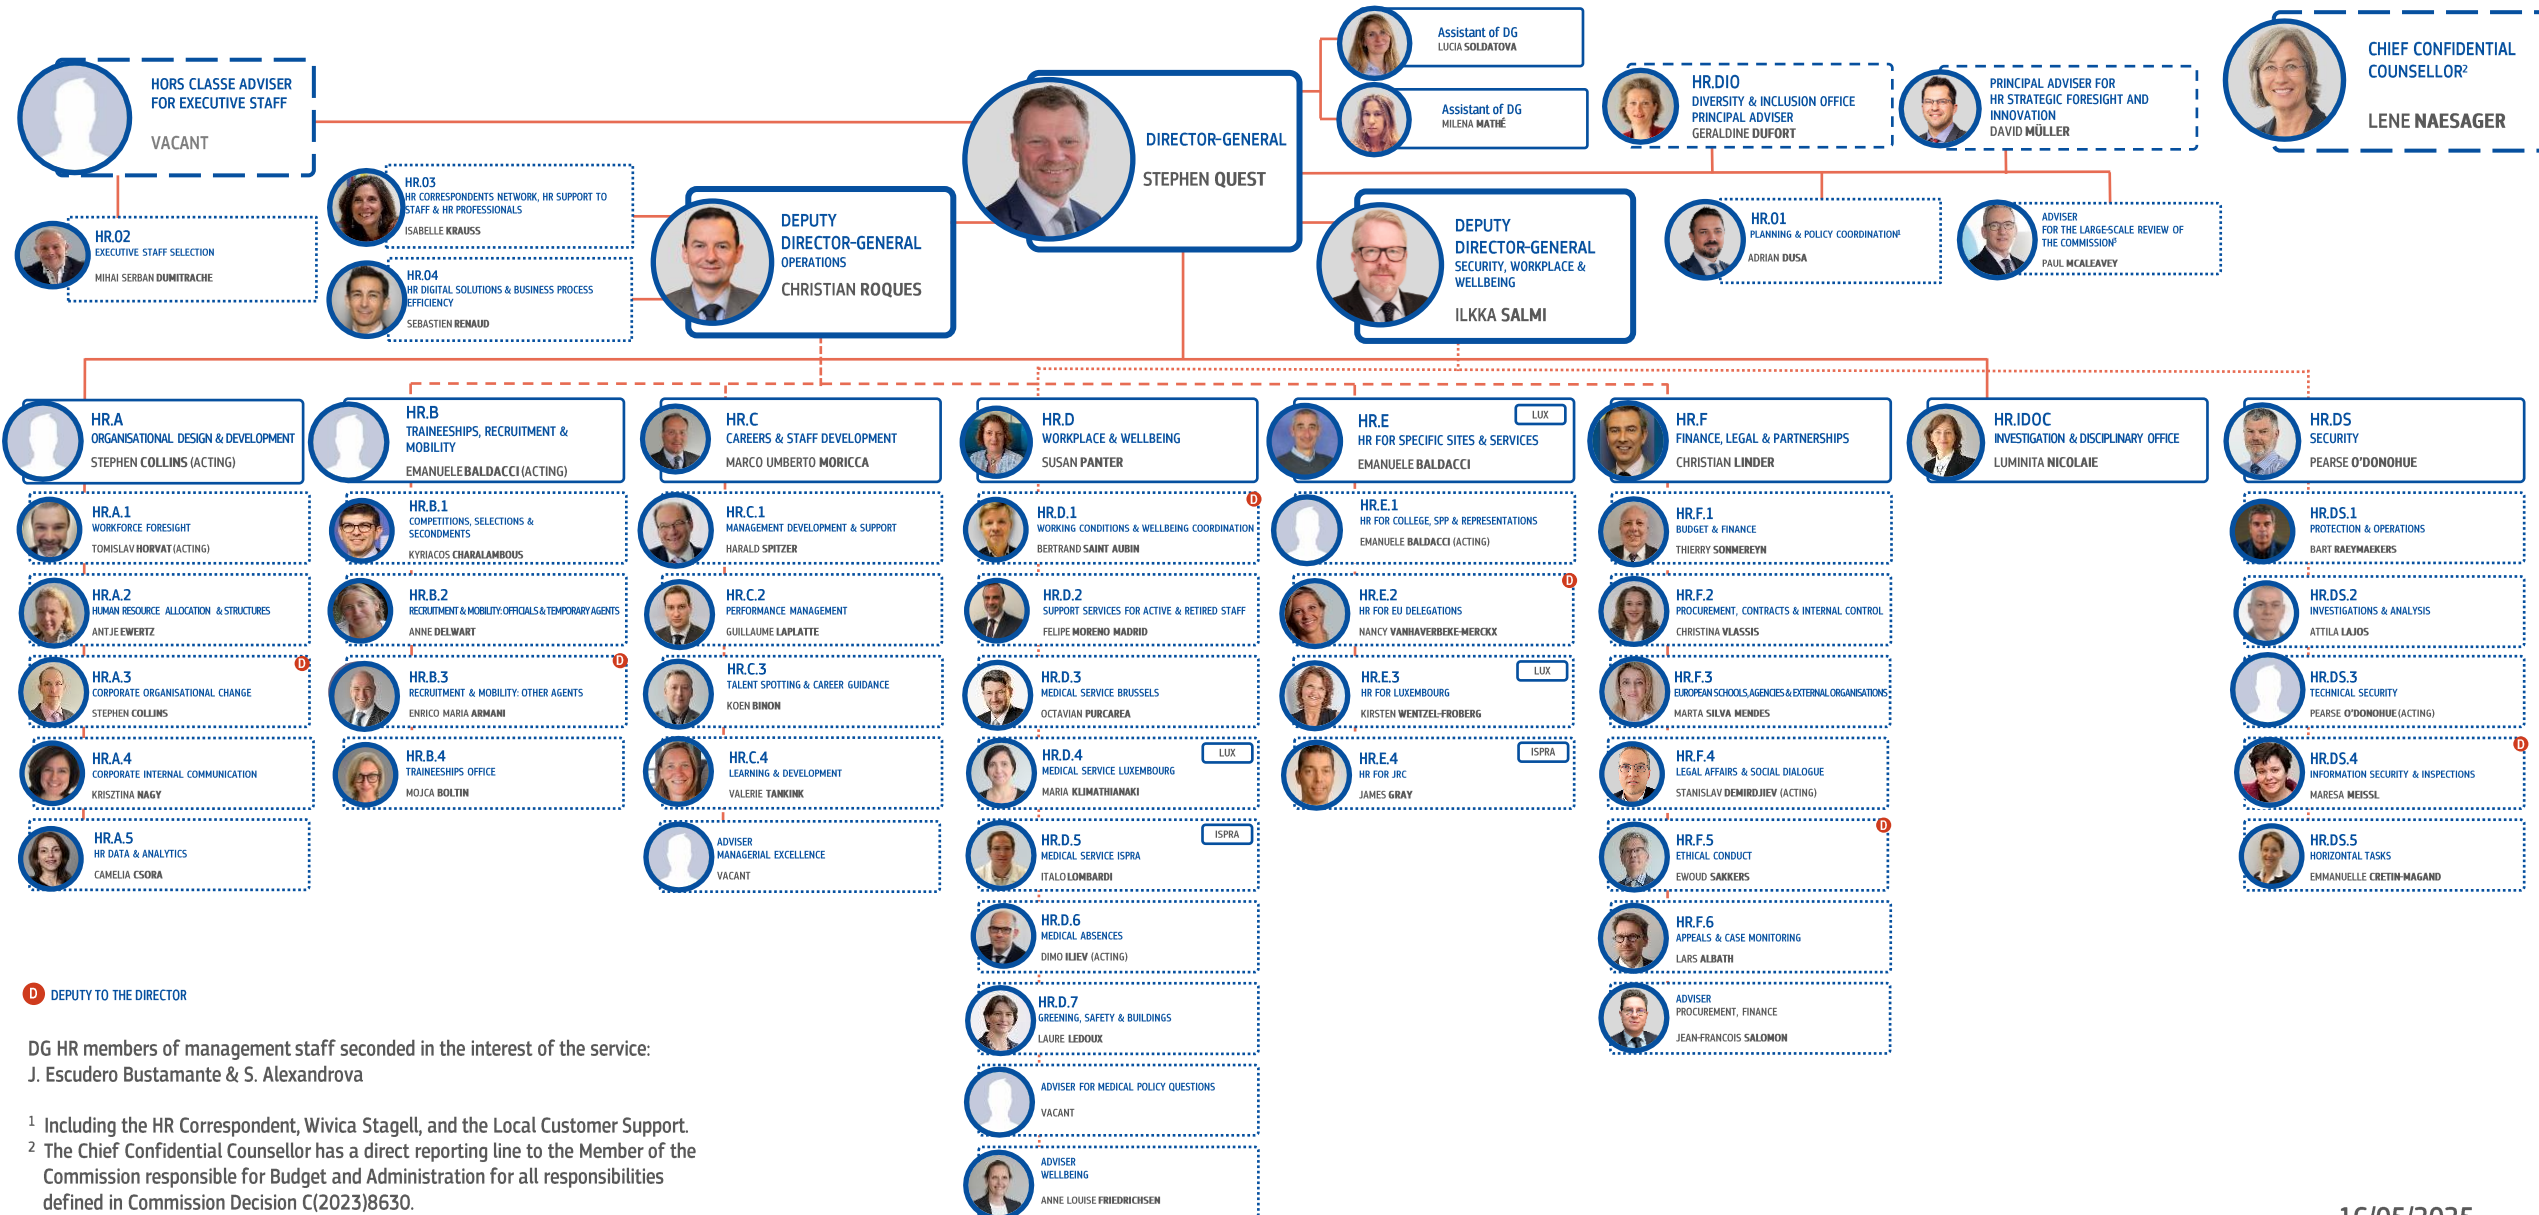 HORS CLASSE ADVISER
FOR EXECUTIVE STAFF
VACANT
HR.02
EXECUTIVE STAFF SELECTION
MIHAI SERBAN DUMITRACHE
HR.03
HR CORRESPONDENTS NETWORK, HR SUPPORT TO
STAFF & HR PROFESSIONALS
ISABELLE KRAUSS
HR.04
HR DIGITAL SOLUTIONS & BUSINESS PROCESS
EFFICIENCY
SEBASTIEN RENAUD
DEPUTY
DIRECTOR-GENERAL
OPERATIONS
CHRISTIAN ROQUES
DIRECTOR-GENERAL
STEPHEN QUEST
Assistant of DG
LUCIA SOLDATOVA
Assistant of DG
MILENA MATHÉ
DEPUTY
DIRECTOR-GENERAL
SECURITY, WORKPLACE &
WELLBEING
ILKKA SALMI
HR.DIO
DIVERSITY & INCLUSION OFFICE
PRINCIPAL ADVISER
GERALDINE DUFORT
PRINCIPAL ADVISER FOR
HR STRATEGIC FORESIGHT AND
INNOVATION
DAVID MÜLLER
CHIEF CONFIDENTIAL
COUNSELLOR²
LENE NAESAGER
HR.01
PLANNING & POLICY COORDINATION¹
ADRIAN DUSA
ADVISER
FOR THE LARGE-SCALE REVIEW OF
THE COMMISSION³
PAUL MCALEAVEY
HR.A
ORGANISATIONAL DESIGN & DEVELOPMENT
STEPHEN COLLINS (ACTING)
HR.A.1
WORKFORCE FORESIGHT
TOMISLAV HORVAT (ACTING)
HR.A.2
HUMAN RESOURCE ALLOCATION & STRUCTURES
ANTJE EWERTZ
D
HR.A.3
CORPORATE ORGANISATIONAL CHANGE
STEPHEN COLLINS
HR.A.4
CORPORATE INTERNAL COMMUNICATION
KRISZTINA NAGY
HR.A.5
HR DATA & ANALYTICS
CAMELIA CSORA
HR.B
TRAINEESHIPS, RECRUITMENT &
MOBILITY
EMANUELE BALDACCI (ACTING)
HR.B.1
COMPETITIONS, SELECTIONS &
SECONDMENTS
KYRIACOS CHARALAMBOUS
HR.B.2
RECRUITMENT & MOBILITY: OFFICIALS & TEMPORARY AGENTS
ANNE DELWART
D
HR.B.3
RECRUITMENT & MOBILITY: OTHER AGENTS
ENRICO MARIA ARMANI
HR.B.4
TRAINEESHIPS OFFICE
MOJCA BOLTIN
HR.C
CAREERS & STAFF DEVELOPMENT
MARCO UMBERTO MORICCA
HR.C.1
MANAGEMENT DEVELOPMENT & SUPPORT
HARALD SPITZER
HR.C.2
PERFORMANCE MANAGEMENT
GUILLAUME LAPLATTE
HR.C.3
TALENT SPOTTING & CAREER GUIDANCE
KOEN BINON
HR.C.4
LEARNING & DEVELOPMENT
VALERIE TANKINK
ADVISER
MANAGERIAL EXCELLENCE
VACANT
HR.D
WORKPLACE & WELLBEING
SUSAN PANTER
D
HR.D.1
WORKING CONDITIONS & WELLBEING COORDINATION
BERTRAND SAINT AUBIN
HR.D.2
SUPPORT SERVICES FOR ACTIVE & RETIRED STAFF
FELIPE MORENO MADRID
HR.D.3
MEDICAL SERVICE BRUSSELS
OCTAVIAN PURCAREA
HR.D.4
LUX
MEDICAL SERVICE LUXEMBOURG
MARIA KLIMATHIANAKI
HR.D.5
ISPRA
MEDICAL SERVICE ISPRA
ITALO LOMBARDI
HR.D.6
MEDICAL ABSENCES
DIMO ILIEV (ACTING)
HR.D.7
GREENING, SAFETY & BUILDINGS
LAURE LEDOUX
ADVISER FOR MEDICAL POLICY QUESTIONS
VACANT
ADVISER
WELLBEING
ANNE LOUISE FRIEDRICHSEN
HR.E
LUX
HR FOR SPECIFIC SITES & SERVICES
EMANUELE BALDACCI
HR.E.1
HR FOR COLLEGE, SPP & REPRESENTATIONS
EMANUELE BALDACCI (ACTING)
D
HR.E.2
HR FOR EU DELEGATIONS
NANCY VANHAVERBEKE-MERCKX
HR.E.3
LUX
HR FOR LUXEMBOURG
KIRSTEN WENTZEL-FROBERG
HR.E.4
ISPRA
HR FOR JRC
JAMES GRAY
HR.F
FINANCE, LEGAL & PARTNERSHIPS
CHRISTIAN LINDER
HR.F.1
BUDGET & FINANCE
THIERRY SONMEREYN
HR.F.2
PROCUREMENT, CONTRACTS & INTERNAL CONTROL
CHRISTINA VLASSIS
HR.F.3
EUROPEAN SCHOOLS, AGENCIES & EXTERNAL ORGANISATIONS
MARTA SILVA MENDES
HR.F.4
LEGAL AFFAIRS & SOCIAL DIALOGUE
STANISLAV DEMIRDJIEV (ACTING)
D
HR.F.5
ETHICAL CONDUCT
EWOUD SAKKERS
HR.F.6
APPEALS & CASE MONITORING
LARS ALBATH
ADVISER
PROCUREMENT, FINANCE
JEAN-FRANCOIS SALOMON
HR.IDOC
INVESTIGATION & DISCIPLINARY OFFICE
LUMINITA NICOLAIE
HR.DS
SECURITY
PEARSE O'DONOHUE
HR.DS.1
PROTECTION & OPERATIONS
BART RAEYMAEKERS
HR.DS.2
INVESTIGATIONS & ANALYSIS
ATTILA LAJOS
HR.DS.3
TECHNICAL SECURITY
PEARSE O'DONOHUE (ACTING)
D
HR.DS.4
INFORMATION SECURITY & INSPECTIONS
MARESA MEISSL
HR.DS.5
HORIZONTAL TASKS
EMMANUELLE CRETIN-MAGAND
D DEPUTY TO THE DIRECTOR
DG HR members of management staff seconded in the interest of the service:
J. Escudero Bustamante & S. Alexandrova
¹ Including the HR Correspondent, Wivica Stagell, and the Local Customer Support.
² The Chief Confidential Counsellor has a direct reporting line to the Member of the
Commission responsible for Budget and Administration for all responsibilities
defined in Commission Decision C(2023)8630.
16/05/2025